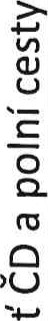 ť ČD a polní cesty